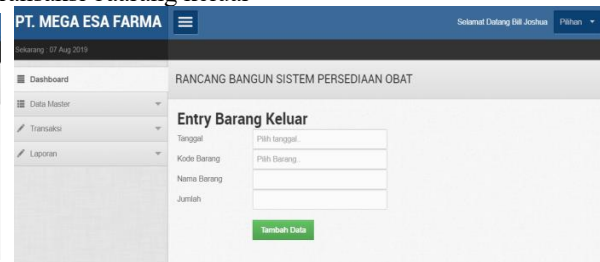 PT. MEGA ESA FARMA
Selamat Datang Bill Joshua Pilihan
Sekarang : 07 Aug 2019
Dashboard
RANCANG BANGUN SISTEM PERSEDIAAN OBAT
Data Master
Transaksi
Laporan
Entry Barang Keluar
Tanggal Pilih tanggal..
Kode Barang Pilih Barang..
Nama Barang
Jumlah
Tambah Data